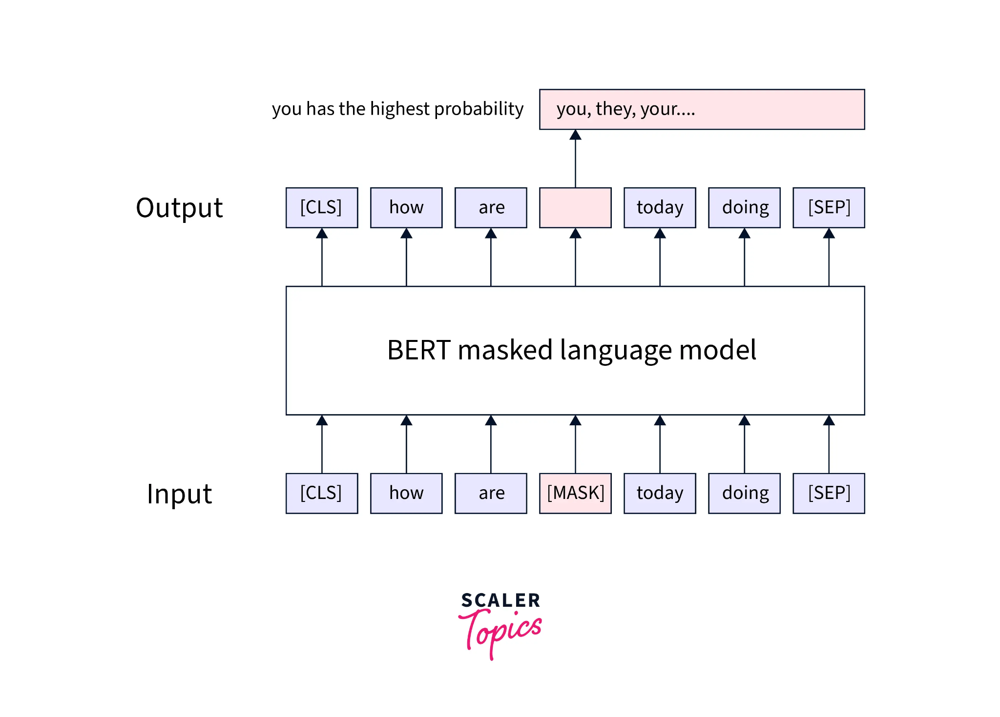 you has the highest probability you, they, your....
Output [CLS] how are today doing [SEP]
BERT masked language model
Input [CLS] how are [MASK] today doing [SEP]
SCALER
Topics